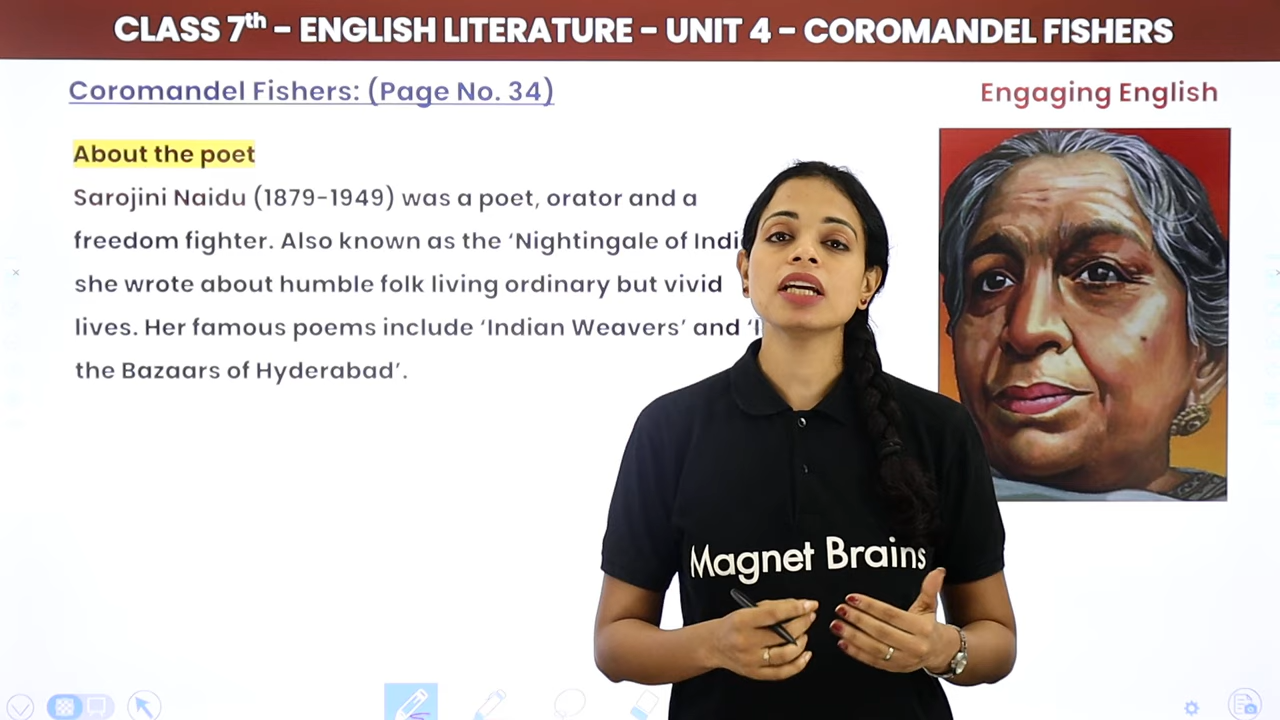 CLASS 7th - ENGLISH LITERATURE - UNIT 4 - COROMANDEL FISHERS
Coromandel Fishers: (Page No. 34)
Engaging English
About the poet
Sarojini Naidu (1879-1949) was a poet, orator and a
freedom fighter. Also known as the ‘Nightingale of
she wrote about humble folk living ordinary but vivid
lives. Her famous poems include ‘Indian Weavers’ and
the Bazaars of Hyderabad’.
Magnet Brains